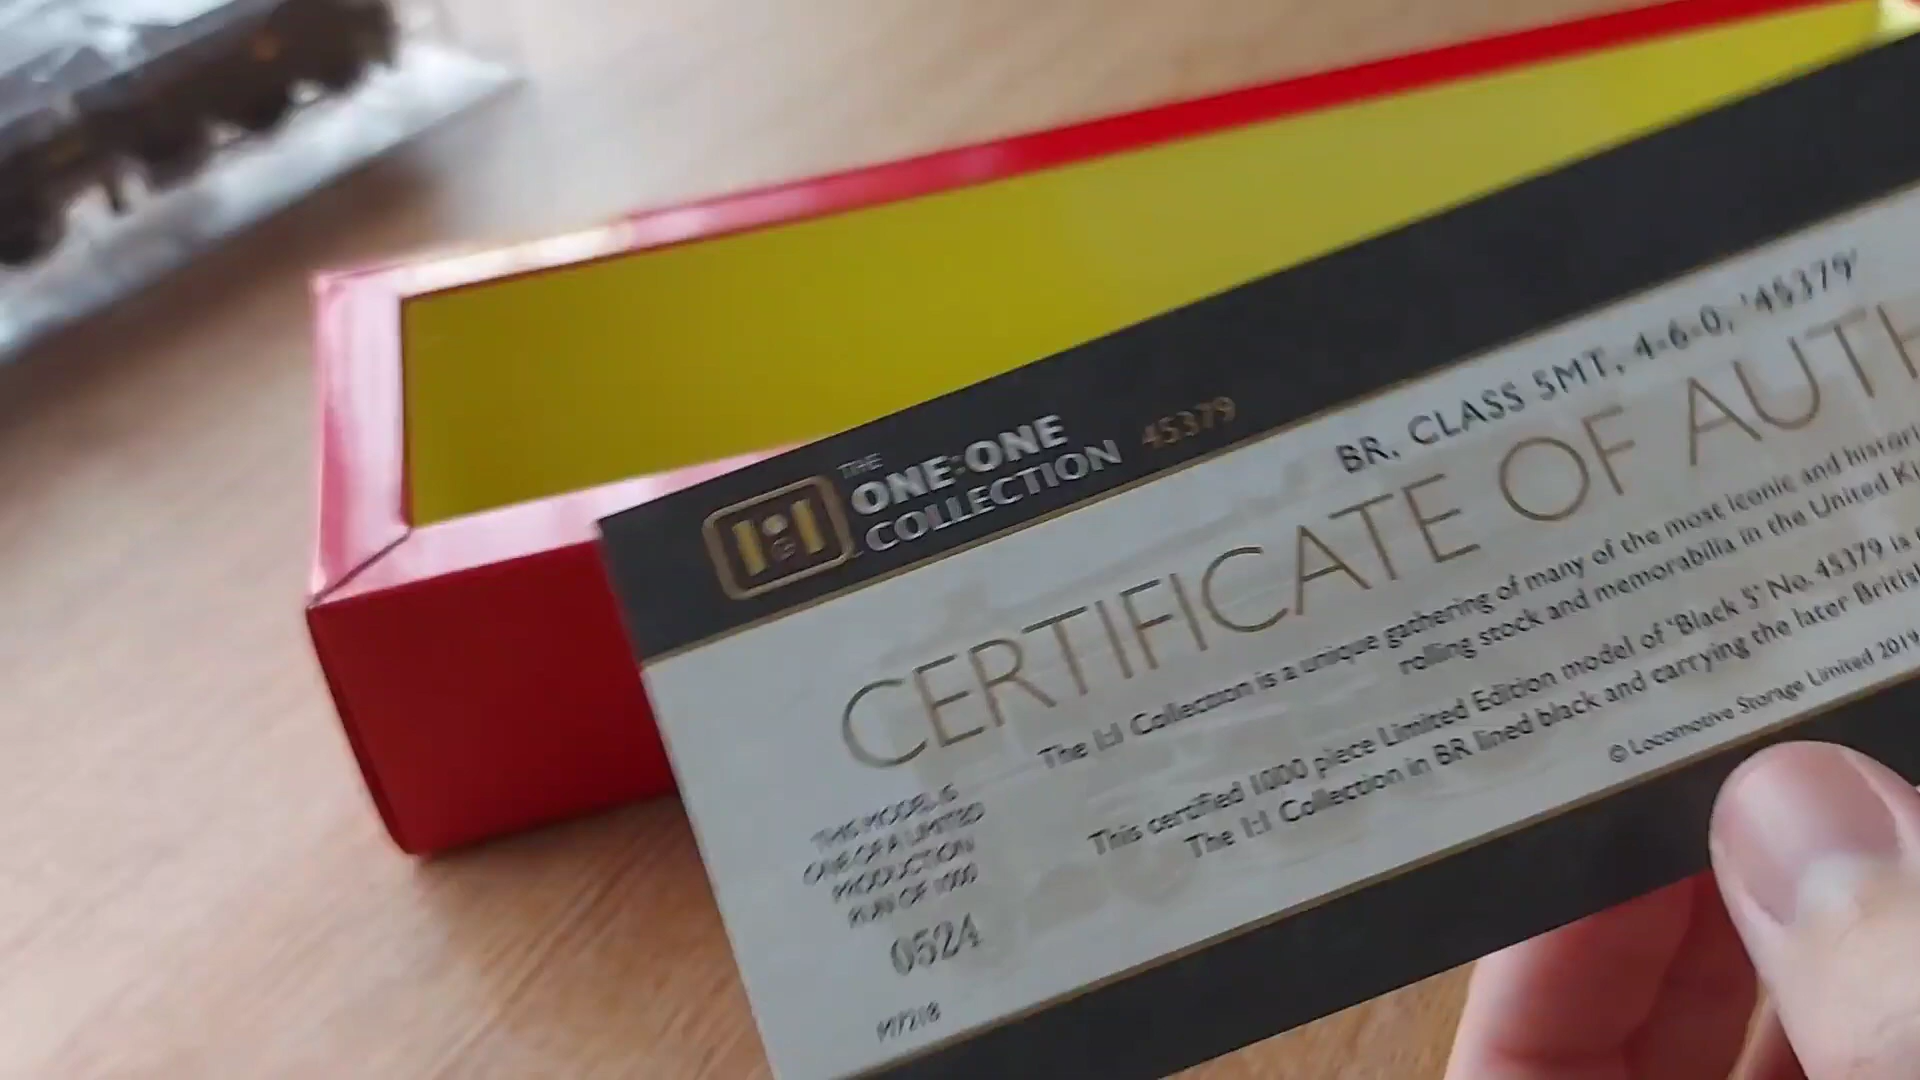 THE
ONE:ONE
COLLECTION 45379
BR, CLASS 5MT, 4-6-0, '45379'
CERTIFICATE OF AUTH
The 1:1 Collection is a unique gathering of many of the most iconic and histori
rolling stock and memorabilia in the United Ki
This certified 1000 piece Limited Edition model of 'Black 5' No. 45379 is
The 1:1 Collection in BR lined black and carrying the later British
© Locomotive Storage Limited 2019
THIS MODEL IS
ONE OF A LIMITED
PRODUCTION
RUN OF 1000
0524